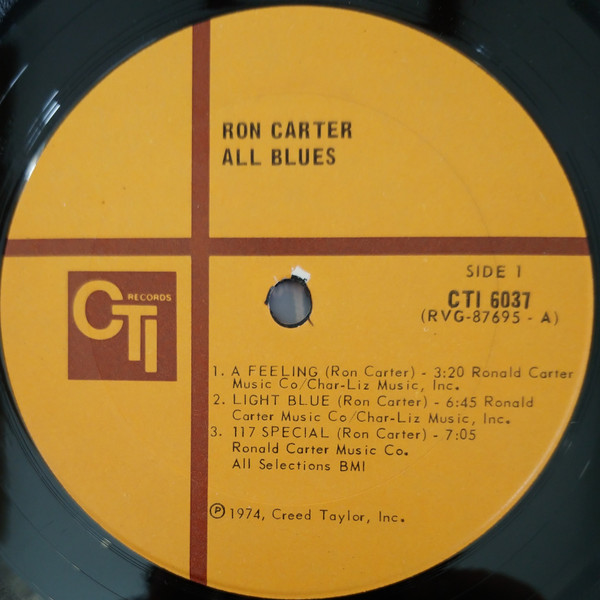 RON CARTER
ALL BLUES
SIDE 1
CTI 6037
(RVG-87695 - A)
CTI RECORDS
1. A FEELING (Ron Carter) - 3:20 Ronald Carter
Music Co/Char-Liz Music, Inc.
2. LIGHT BLUE (Ron Carter) - 6:45 Ronald
Carter Music Co/Char-Liz Music, Inc.
3. 117 SPECIAL (Ron Carter) - 7:05
Ronald Carter Music Co.
All Selections BMI
℗ 1974, Creed Taylor, Inc.